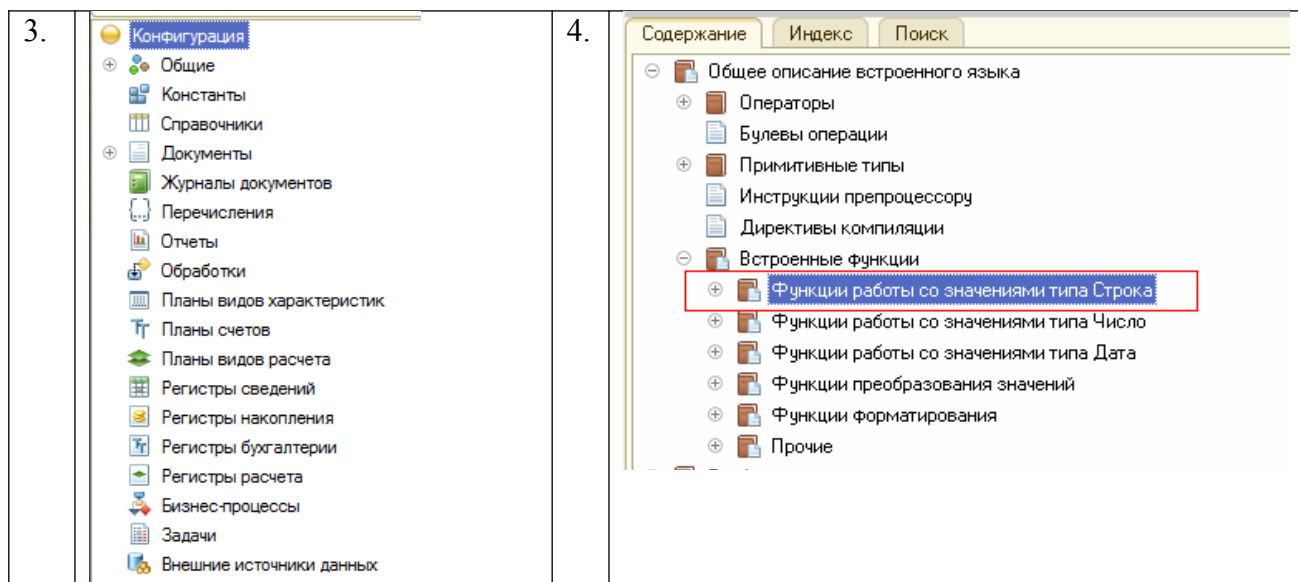 3.
Конфигурация
Общие
Константы
Справочники
Документы
Журналы документов
Перечисления
Отчеты
Обработки
Планы видов характеристик
Планы счетов
Планы видов расчета
Регистры сведений
Регистры накопления
Регистры бухгалтерии
Регистры расчета
Бизнес-процессы
Задачи
Внешние источники данных
4.
Содержание Индекс Поиск
Общее описание встроенного языка
Операторы
Булевы операции
Примитивные типы
Инструкции препроцессору
Директивы компиляции
Встроенные функции
Функции работы со значениями типа Строка
Функции работы со значениями типа Число
Функции работы со значениями типа Дата
Функции преобразования значений
Функции форматирования
Прочие